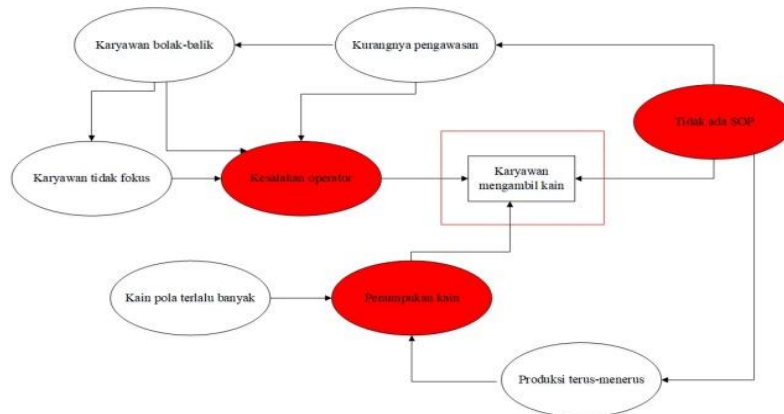 Karyawan bolak-balik
Kurangnya pengawasan
Tidak ada SOP
Karyawan tidak fokus
Kesalahan operator
Karyawan
mengambil kain
Kain pola terlalu banyak
Penumpukan kain
Produksi terus-menerus